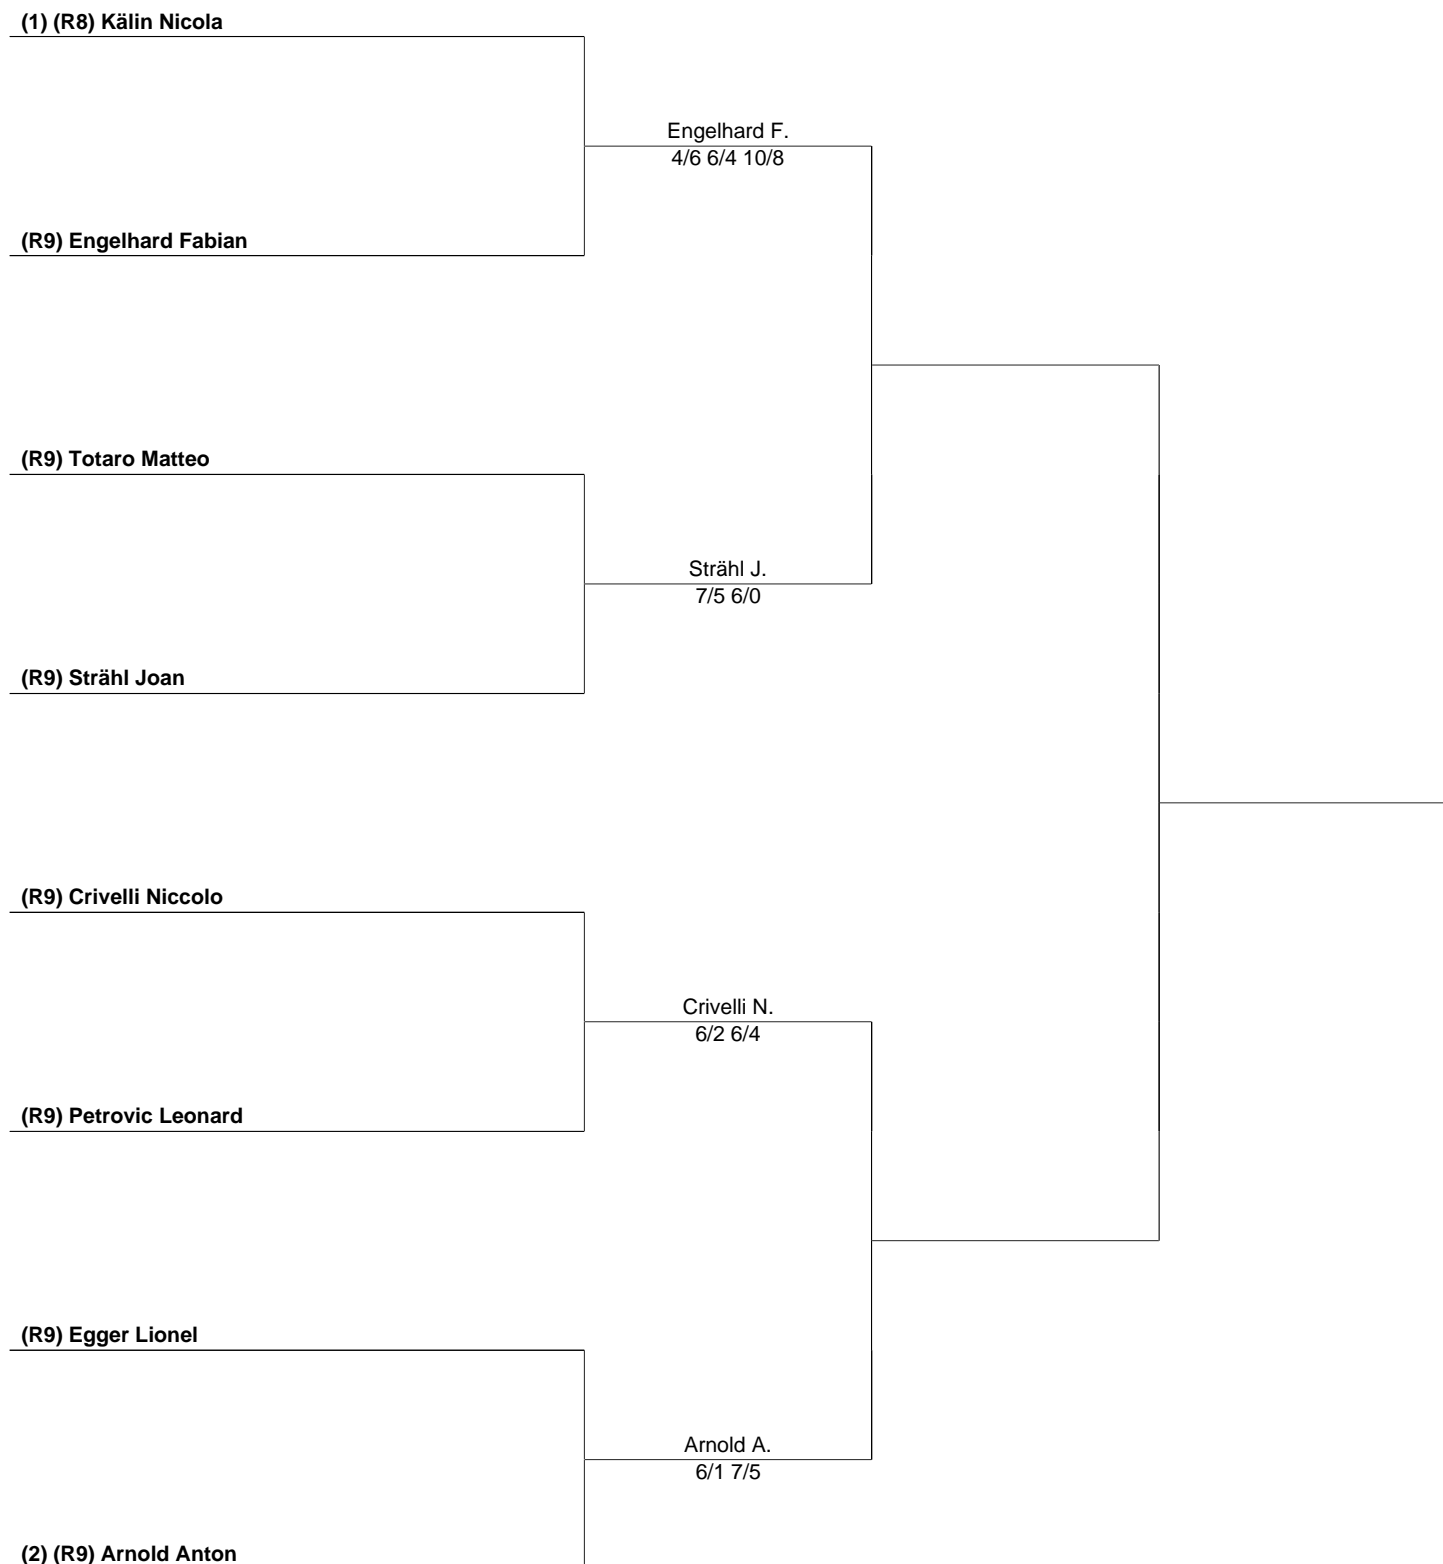 (1) (R8) Kälin Nicola
Engelhard F.
4/6 6/4 10/8
(R9) Engelhard Fabian
(R9) Totaro Matteo
Strähl J.
7/5 6/0
(R9) Strähl Joan
(R9) Crivelli Niccolo
Crivelli N.
6/2 6/4
(R9) Petrovic Leonard
(R9) Egger Lionel
Arnold A.
6/1 7/5
(2) (R9) Arnold Anton